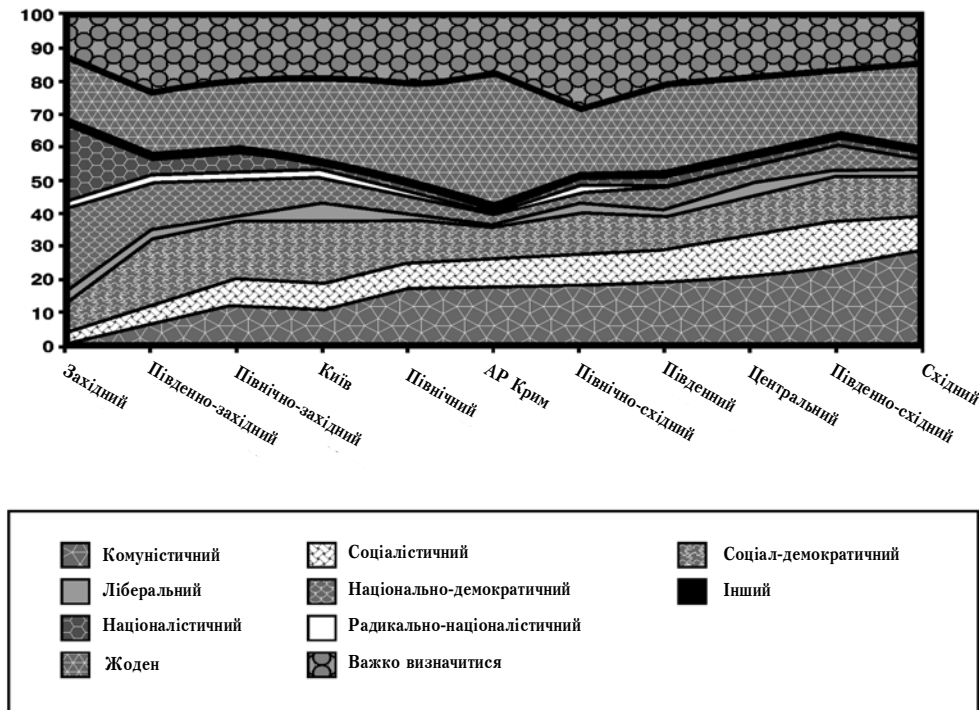 100
90
80
70
60
50
40
30
20
10
0
Західний
Південно-західний
Північно-західний
Київ
Північний
АР Крим
Північно-східний
Південний
Центральний
Південно-східний
Східний
Комуністичний
Соціалістичний
Соціал-демократичний
Ліберальний
Національно-демократичний
Інший
Націоналістичний
Радикально-націоналістичний
Жоден
Важко визначитися